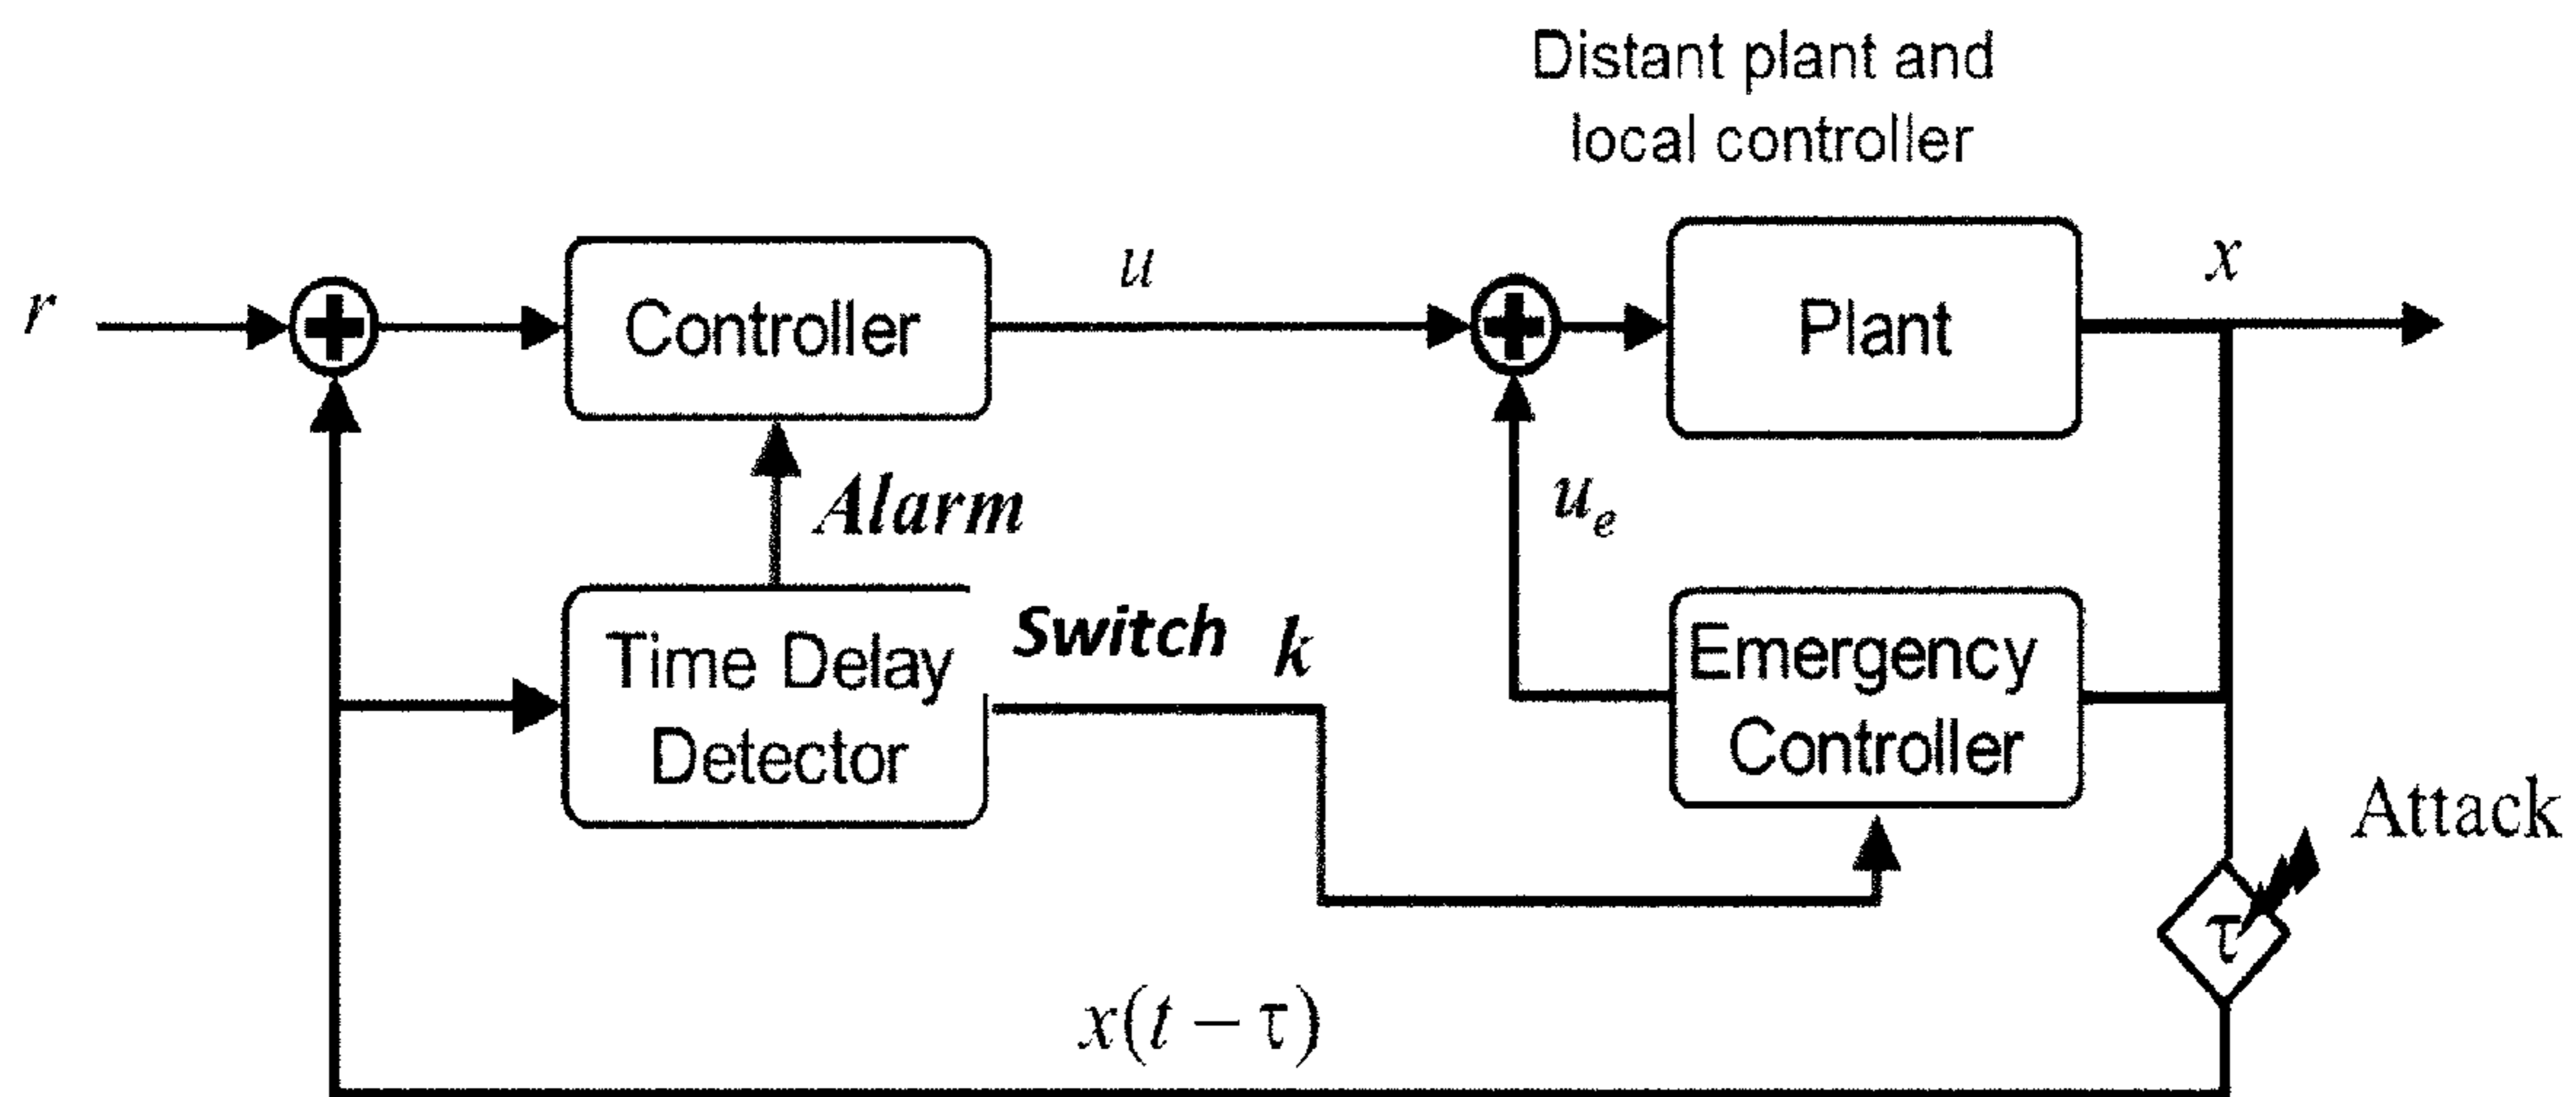 Distant plant and
local controller
r
Controller
u
Plant
x
Alarm
u_e
Time Delay
Detector
Switch k
Emergency
Controller
Attack
τ
x(t − τ)